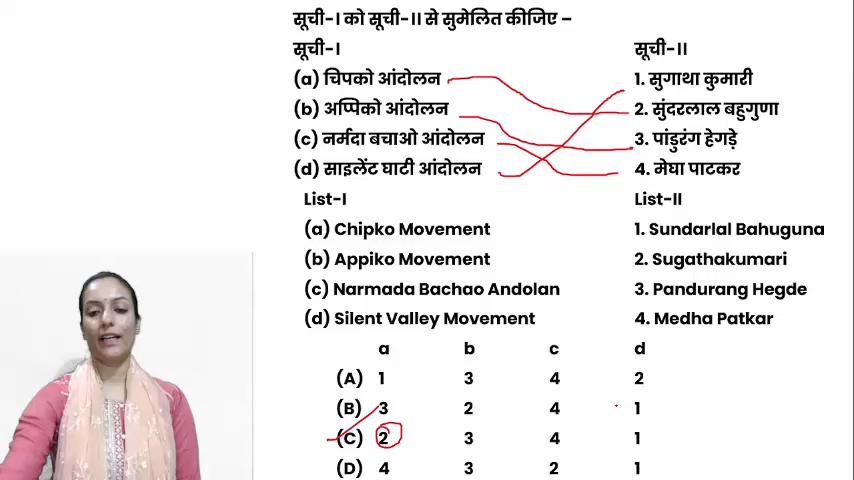 सूची-I को सूची-II से सुमेलित कीजिए –
सूची-I सूची-II
(a) चिपको आंदोलन 1. सुगाथा कुमारी
(b) अप्पिको आंदोलन 2. सुंदरलाल बहुगुणा
(c) नर्मदा बचाओ आंदोलन 3. पांडुरंग हेगड़े
(d) साइलेंट घाटी आंदोलन 4. मेघा पाटकर
List-I List-II
(a) Chipko Movement 1. Sundarlal Bahuguna
(b) Appiko Movement 2. Sugathakumari
(c) Narmada Bachao Andolan 3. Pandurang Hegde
(d) Silent Valley Movement 4. Medha Patkar
a b c d
(A) 1 3 4 2
(B) 3 2 4 1
(C) 2 3 4 1
(D) 4 3 2 1